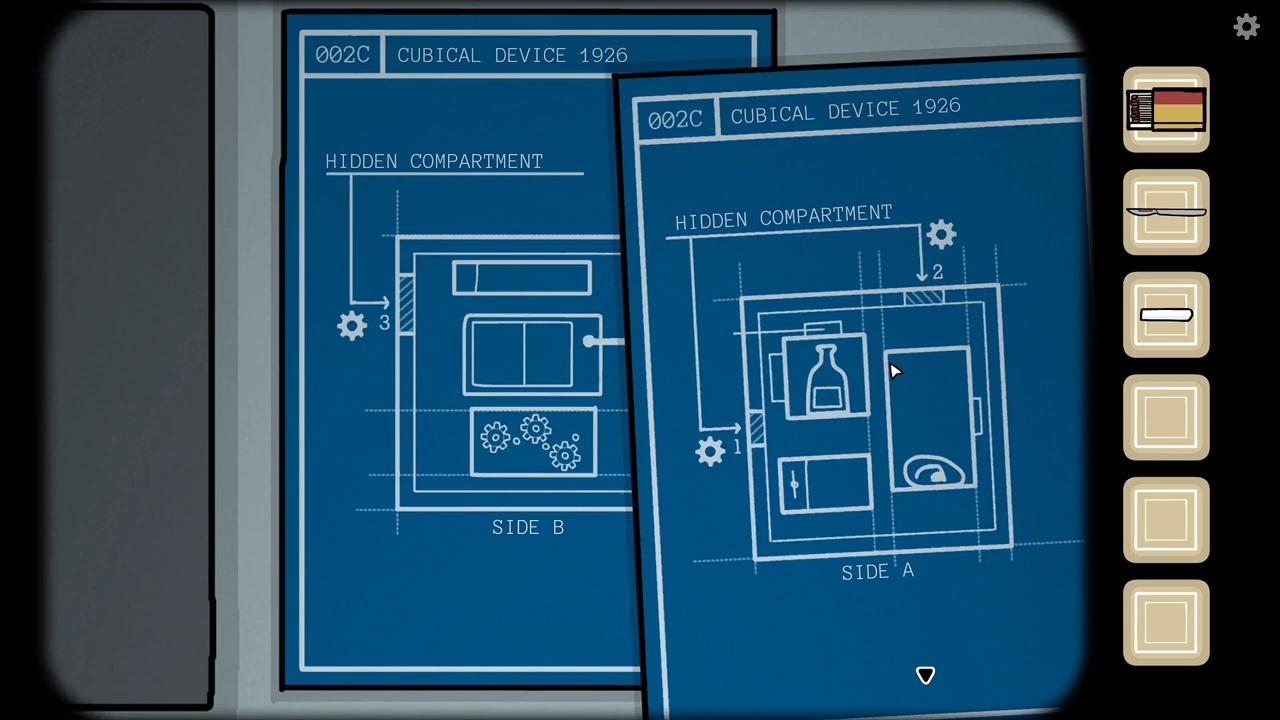 002C CUBICAL DEVICE 1926
HIDDEN COMPARTMENT
3
SIDE B
002C CUBICAL DEVICE 1926
HIDDEN COMPARTMENT
2
1
SIDE A